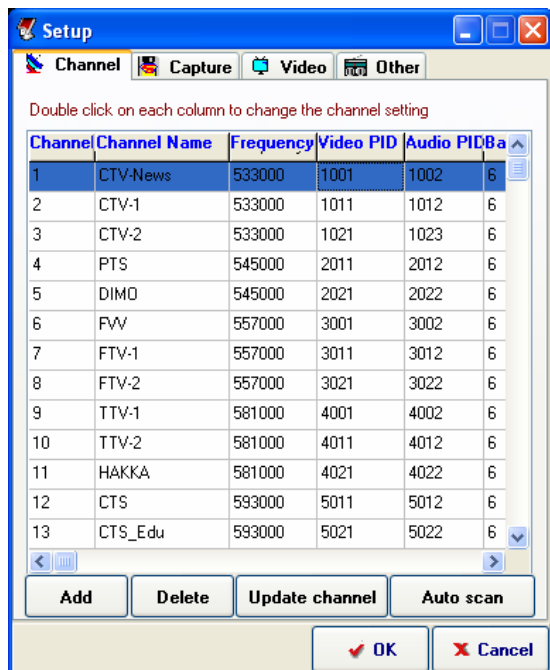 Setup
Channel Capture Video Other
Double click on each column to change the channel setting
Channel Channel Name Frequency Video PID Audio PID Ba
1 CTV-News 533000 1001 1002 6
2 CTV-1 533000 1011 1012 6
3 CTV-2 533000 1021 1023 6
4 PTS 545000 2011 2012 6
5 DIMO 545000 2021 2022 6
6 FVV 557000 3001 3002 6
7 FTV-1 557000 3011 3012 6
8 FTV-2 557000 3021 3022 6
9 TTV-1 581000 4001 4002 6
10 TTV-2 581000 4011 4012 6
11 HAKKA 581000 4021 4022 6
12 CTS 593000 5011 5012 6
13 CTS_Edu 593000 5021 5022 6
Add Delete Update channel Auto scan
OK Cancel